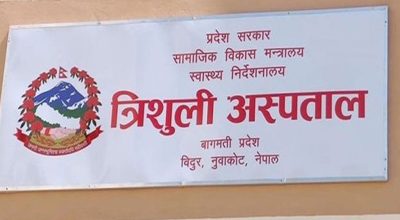 प्रदेश सरकार
सामाजिक विकास मन्त्रालय
स्वास्थ्य निर्देशनालय
त्रिशुली अस्पताल
बागमती प्रदेश
विदुर, नुवाकोट, नेपाल